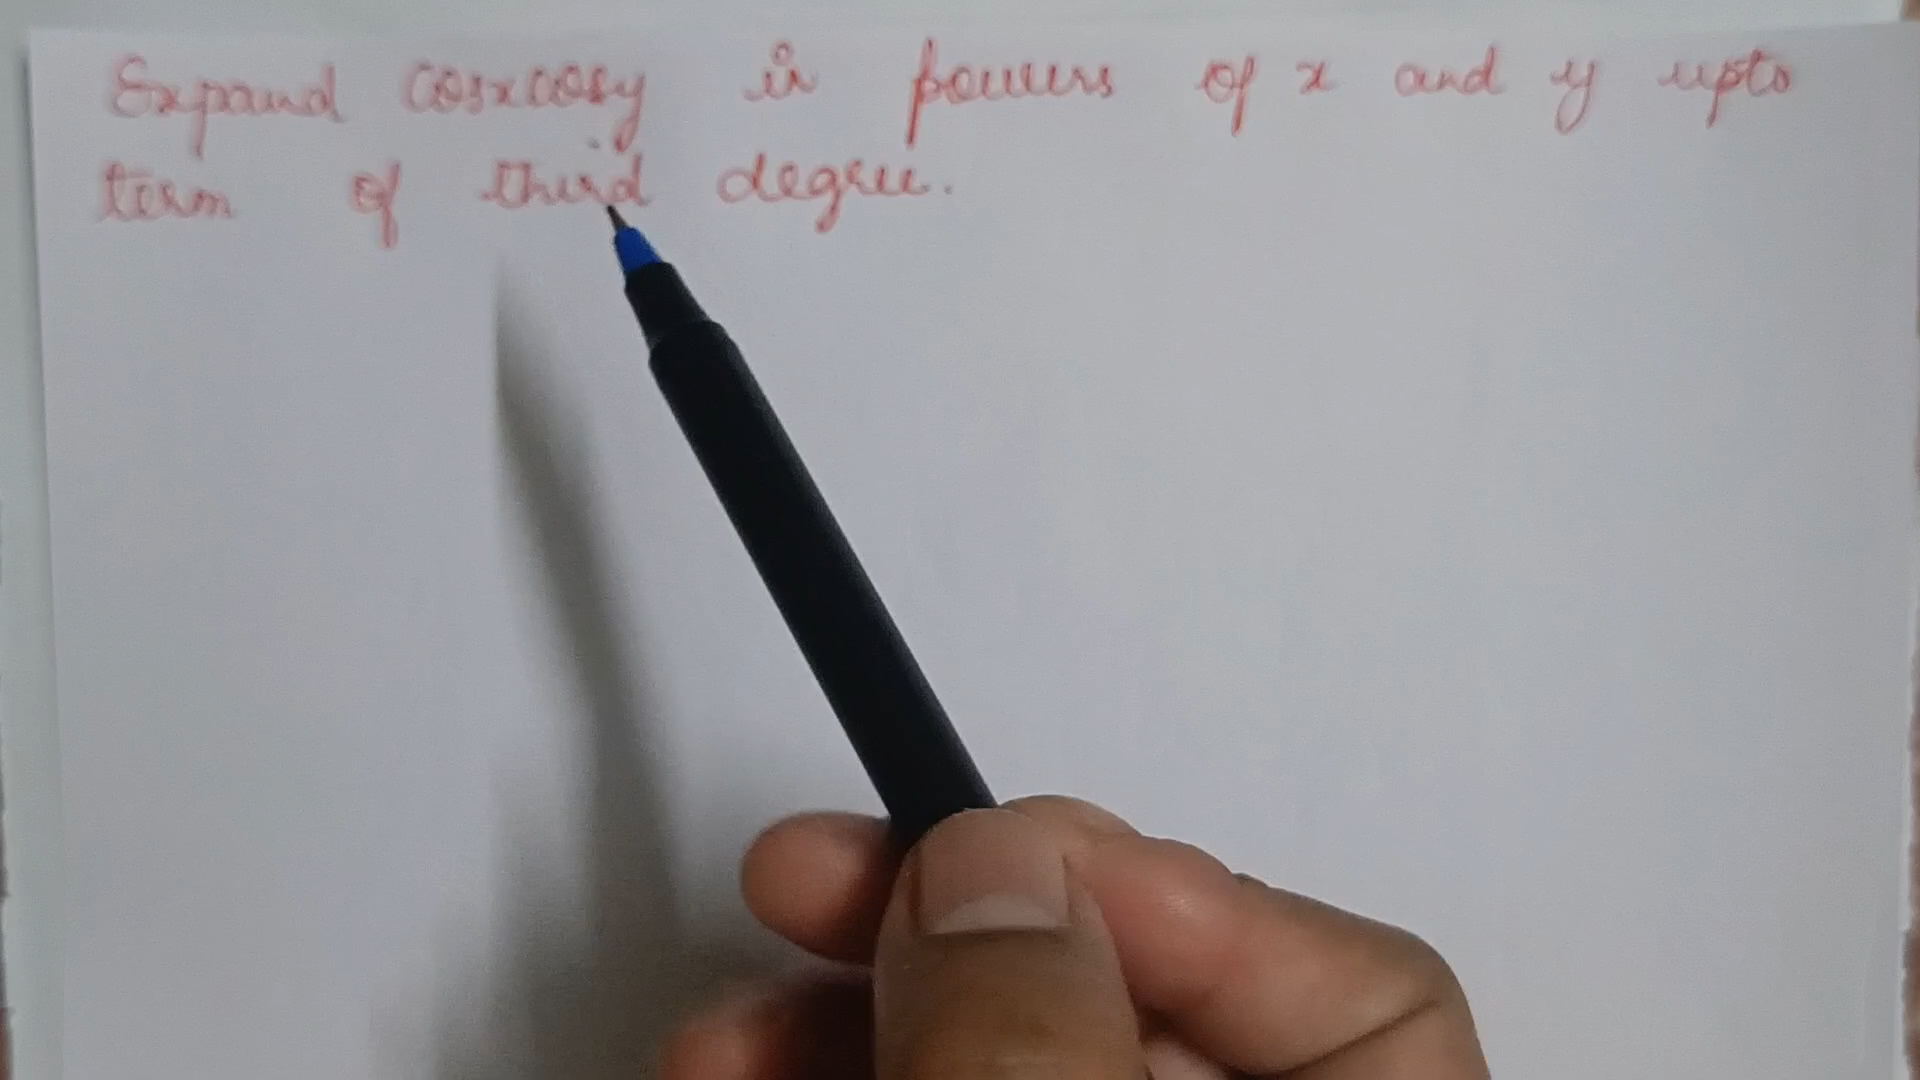 Expand cosxcosy in powers of x and y upto
term of third degree.